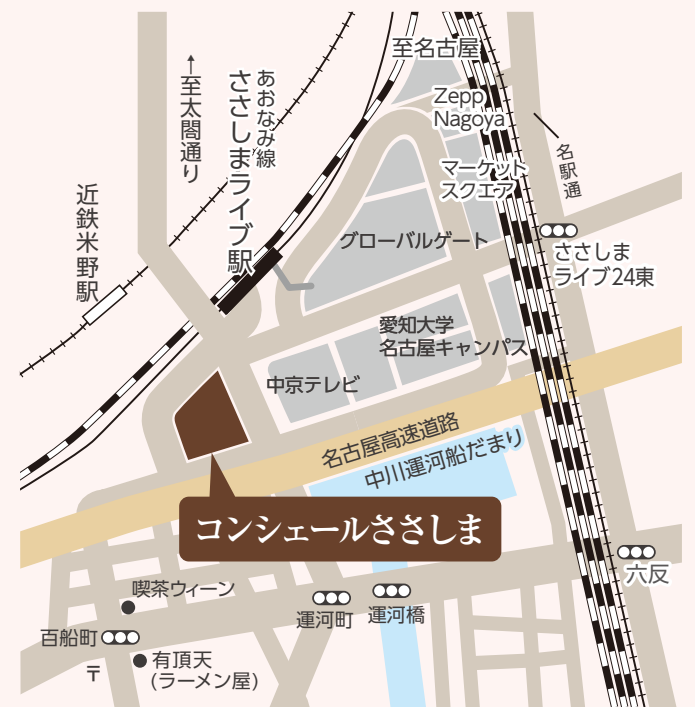 至名古屋
↑至太閤通り
あおなみ線
ささしまライブ駅
Zepp
Nagoya
マーケット
スクエア
名駅通
近鉄米野駅
グローバルゲート
ささしま
ライブ24東
愛知大学
名古屋キャンパス
中京テレビ
名古屋高速道路
中川運河船だまり
コンシェールささしま
六反
喫茶ウィーン
運河町
運河橋
百船町
有頂天
(ラーメン屋)
〒